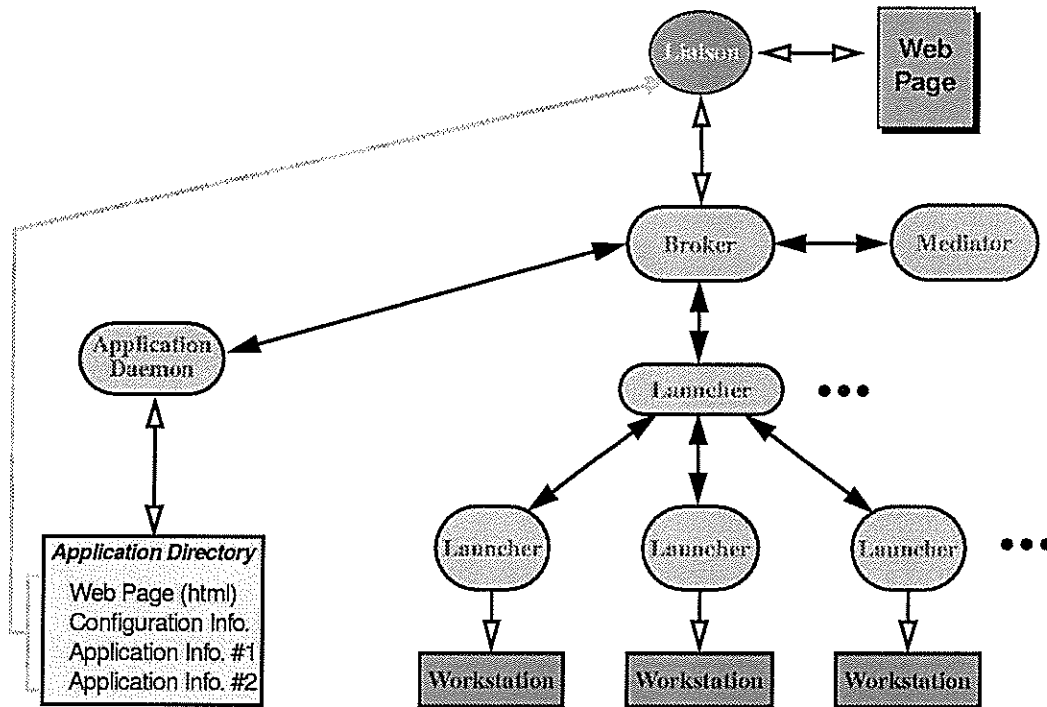 Liaison
Web
Page
Broker
Mediator
Application
Daemon
Launcher
Application Directory
Web Page (html)
Configuration Info.
Application Info. #1
Application Info. #2
Launcher
Launcher
Launcher
Workstation
Workstation
Workstation